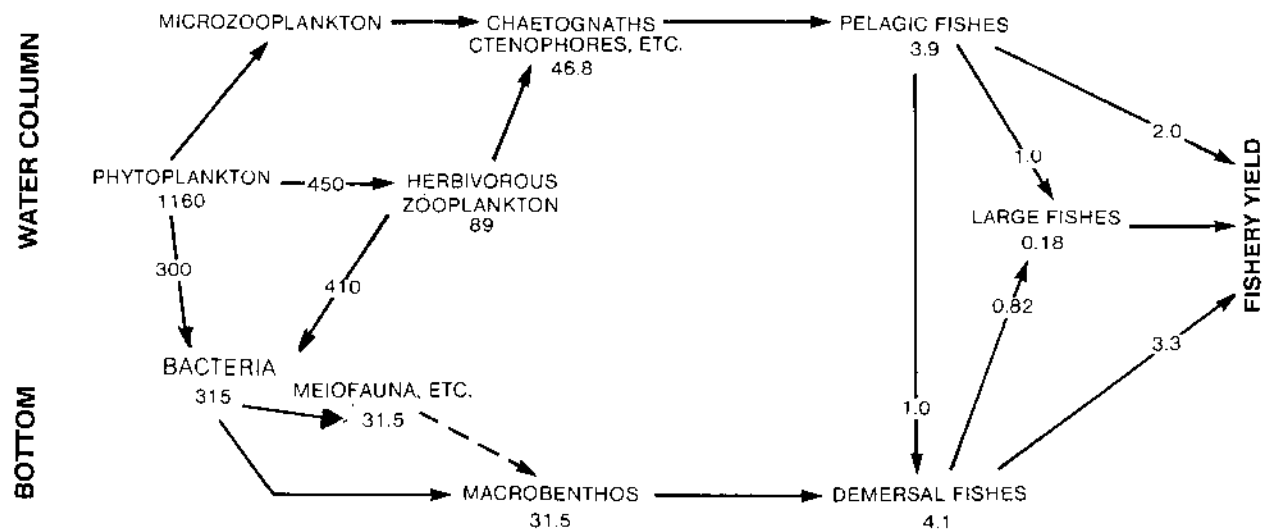 WATER COLUMN
BOTTOM
MICROZOOPLANKTON
CHAETOGNATHS
CTENOPHORES, ETC.
46.8
PELAGIC FISHES
3.9
PHYTOPLANKTON
1160
450
HERBIVOROUS
ZOOPLANKTON
89
300
410
1.0
2.0
LARGE FISHES
0.18
0.82
3.3
1.0
FISHERY YIELD
BACTERIA
315
MEIOFAUNA, ETC.
31.5
MACROBENTHOS
31.5
DEMERSAL FISHES
4.1